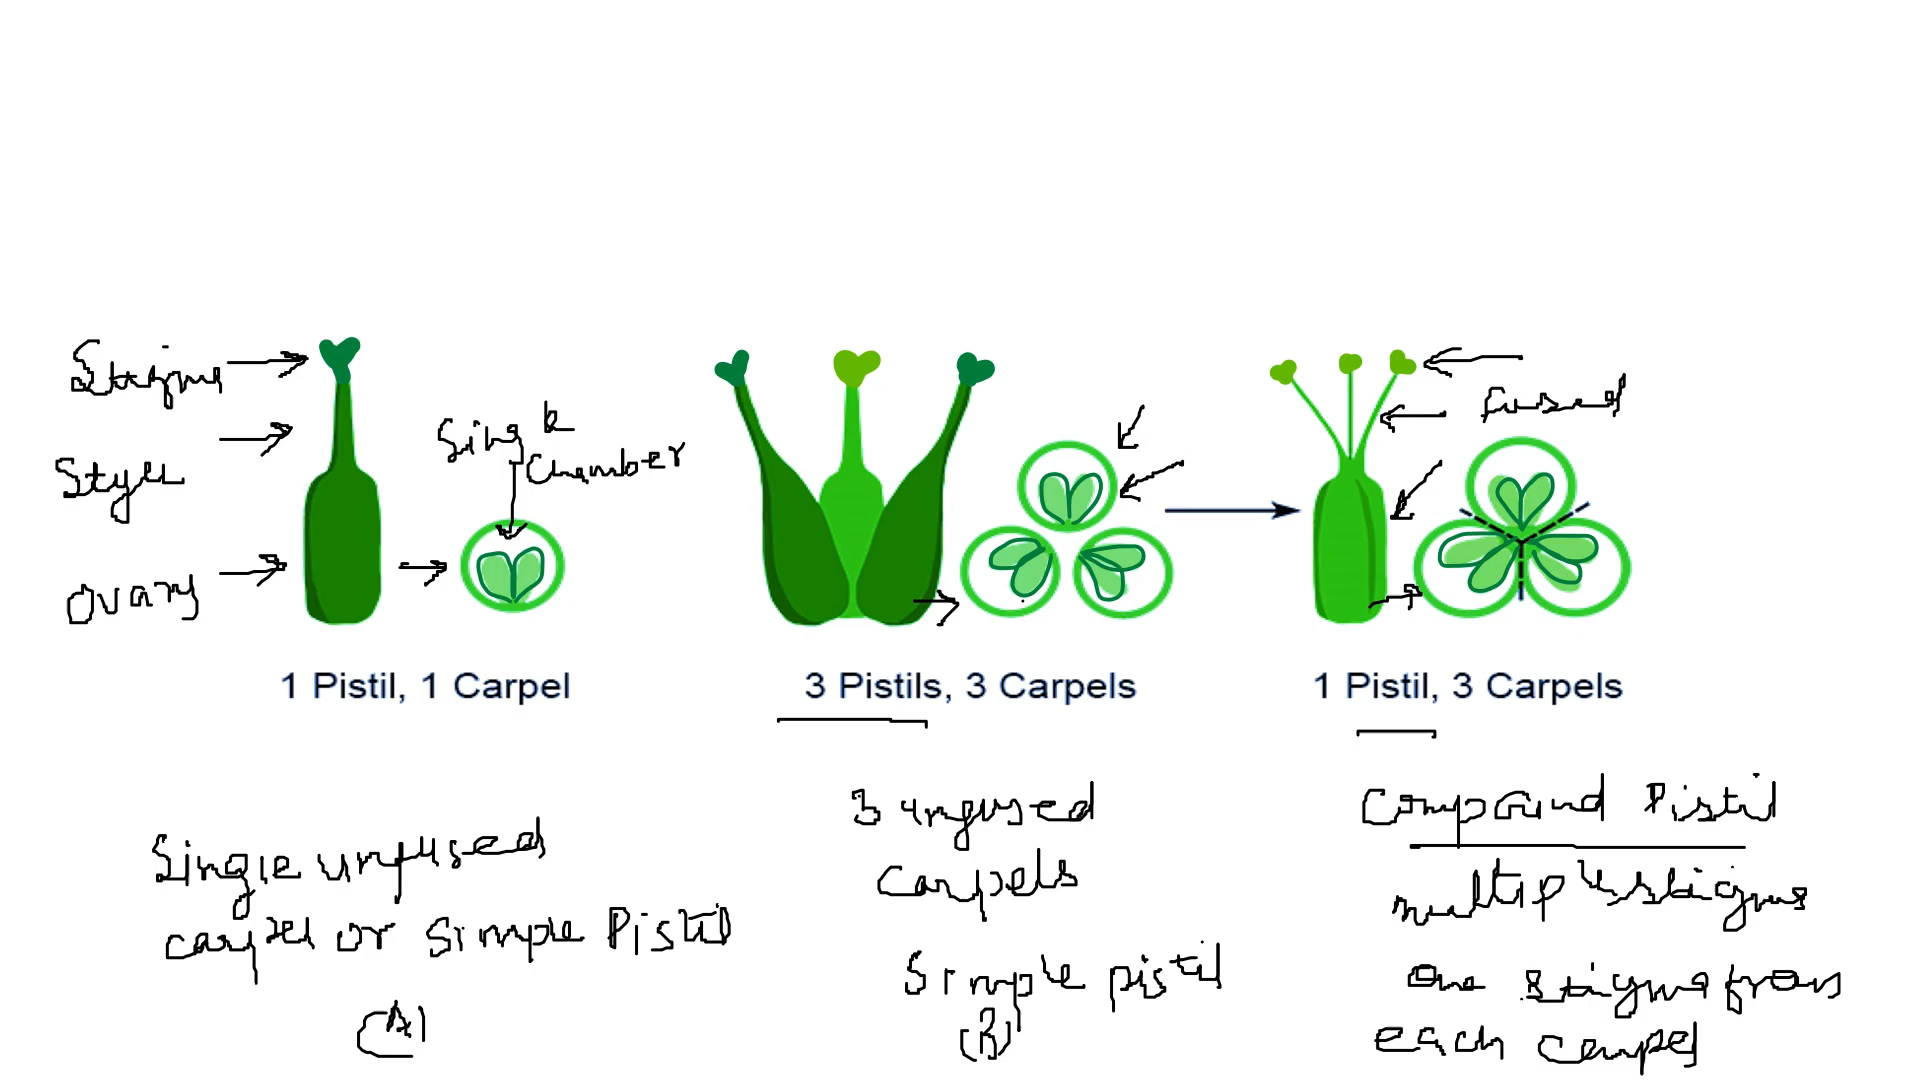 Stigma
Style
Ovary
Single
Chamber
fused
1 Pistil, 1 Carpel
3 Pistils, 3 Carpels
1 Pistil, 3 Carpels
Single unfused
carpel or simple Pistil
(A)
3 unfused
Carpels
Simple pistil
(B)
Compound Pistil
multiple stigmas
one stigma from
each carpel